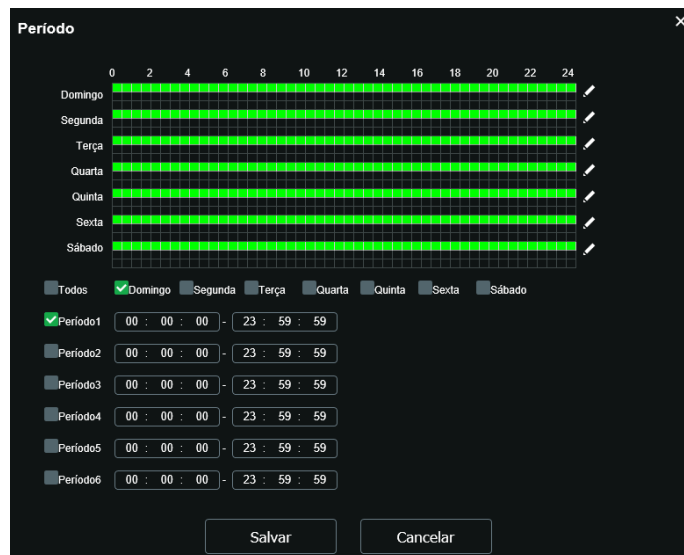 Período
0 2 4 6 8 10 12 14 16 18 20 22 24
Domingo
Segunda
Terça
Quarta
Quinta
Sexta
Sábado
Todos Domingo Segunda Terça Quarta Quinta Sexta Sábado
Período1 00 : 00 : 00 - 23 : 59 : 59
Período2 00 : 00 : 00 - 23 : 59 : 59
Período3 00 : 00 : 00 - 23 : 59 : 59
Período4 00 : 00 : 00 - 23 : 59 : 59
Período5 00 : 00 : 00 - 23 : 59 : 59
Período6 00 : 00 : 00 - 23 : 59 : 59
Salvar Cancelar